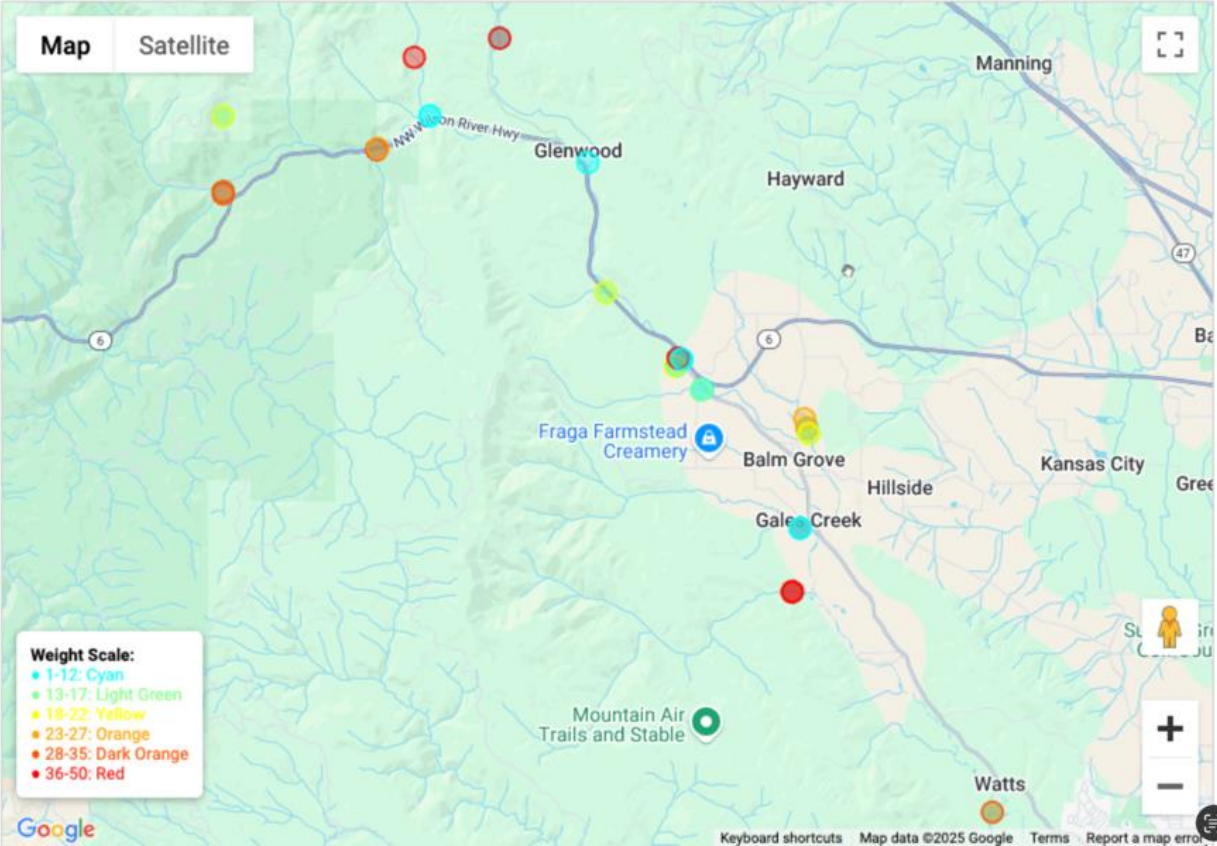 Map
Satellite
Manning
NW Wilson River Hwy
Glenwood
Hayward
47
6
6
Fraga Farmstead
Creamery
Balm Grove
Kansas City
Hillside
Gales Creek
Mountain Air
Trails and Stable
Watts
Weight Scale:
1-12: Cyan
13-17: Light Green
18-22: Yellow
23-27: Orange
28-35: Dark Orange
36-50: Red
Google
Keyboard shortcuts
Map data ©2025 Google
Terms
Report a map error